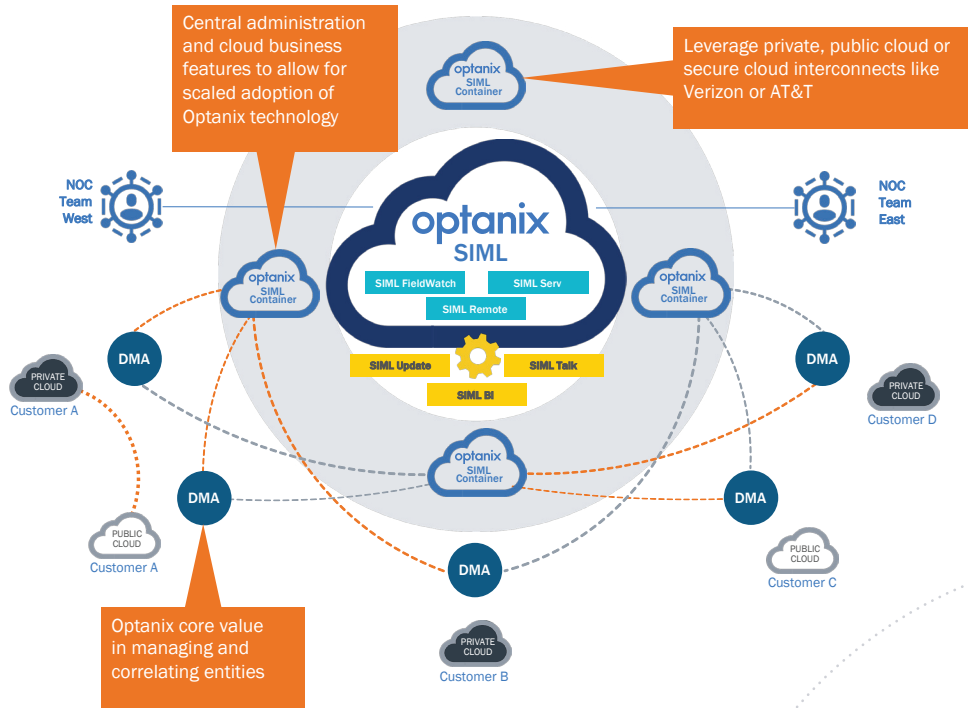 Central administration
and cloud business
features to allow for
scaled adoption of
Optanix technology
optanix
SIML
Container
Leverage private, public cloud or
secure cloud interconnects like
Verizon or AT&T
NOC
Team
West
optanix
SIML
NOC
Team
East
optanix
SIML
Container
SIML FieldWatch
SIML Serv
SIML Remote
optanix
SIML
Container
DMA
SIML Update
SIML Talk
SIML BI
DMA
PRIVATE
CLOUD
Customer A
PRIVATE
CLOUD
Customer D
optanix
SIML
Container
DMA
DMA
PUBLIC
CLOUD
Customer A
PUBLIC
CLOUD
Customer C
DMA
Optanix core value
in managing and
correlating entities
PRIVATE
CLOUD
Customer B